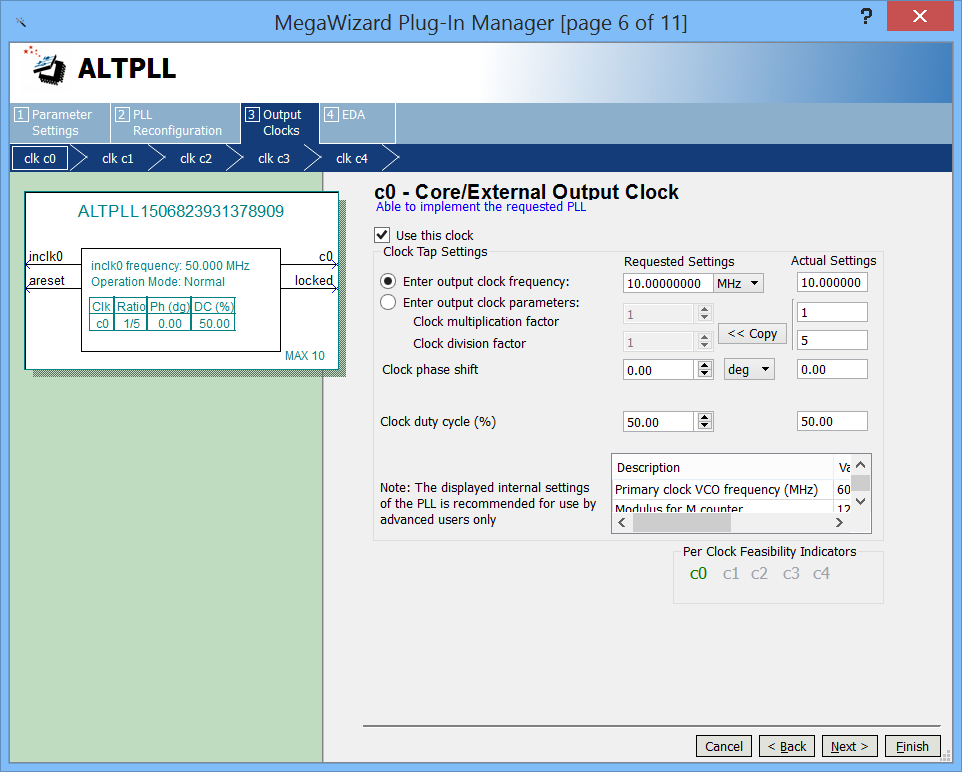 MegaWizard Plug-In Manager [page 6 of 11]
?
ALTPLL
1 Parameter Settings
2 PLL Reconfiguration
3 Output Clocks
4 EDA
clk c0
clk c1
clk c2
clk c3
clk c4
ALTPLL1506823931378909
inclk0
areset
inclk0 frequency: 50.000 MHz
Operation Mode: Normal
Clk Ratio Ph (dg) DC (%)
c0 1/5 0.00 50.00
c0
locked
MAX 10
c0 - Core/External Output Clock
Able to implement the requested PLL
Use this clock
Clock Tap Settings
Requested Settings
Actual Settings
Enter output clock frequency:
10.00000000
MHz
10.000000
Enter output clock parameters:
Clock multiplication factor
1
<< Copy
1
Clock division factor
1
5
Clock phase shift
0.00
deg
0.00
Clock duty cycle (%)
50.00
50.00
Note: The displayed internal settings
of the PLL is recommended for use by
advanced users only
Description
Primary clock VCO frequency (MHz)
Modulus for M counter
Per Clock Feasibility Indicators
c0 c1 c2 c3 c4
Cancel
< Back
Next >
Finish